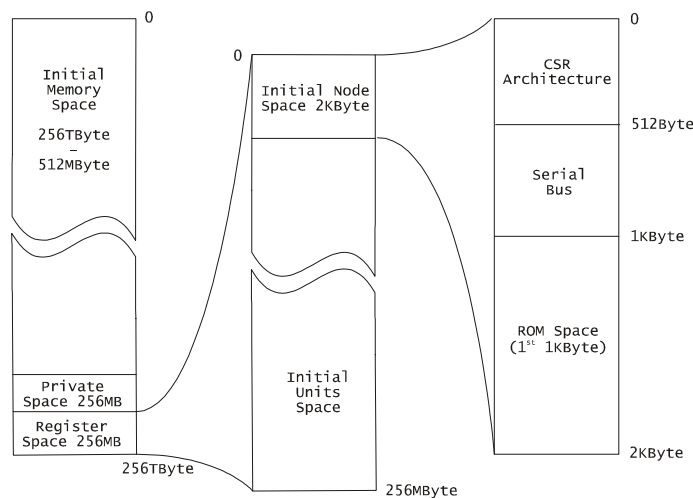 0
Initial
Memory
Space
256TByte
–
512MByte
Private
Space 256MB
Register
Space 256MB
256TByte
0
Initial Node
Space 2KByte
Initial
Units
Space
256MByte
0
CSR
Architecture
512Byte
Serial
Bus
1KByte
ROM Space
(1st 1KByte)
2KByte